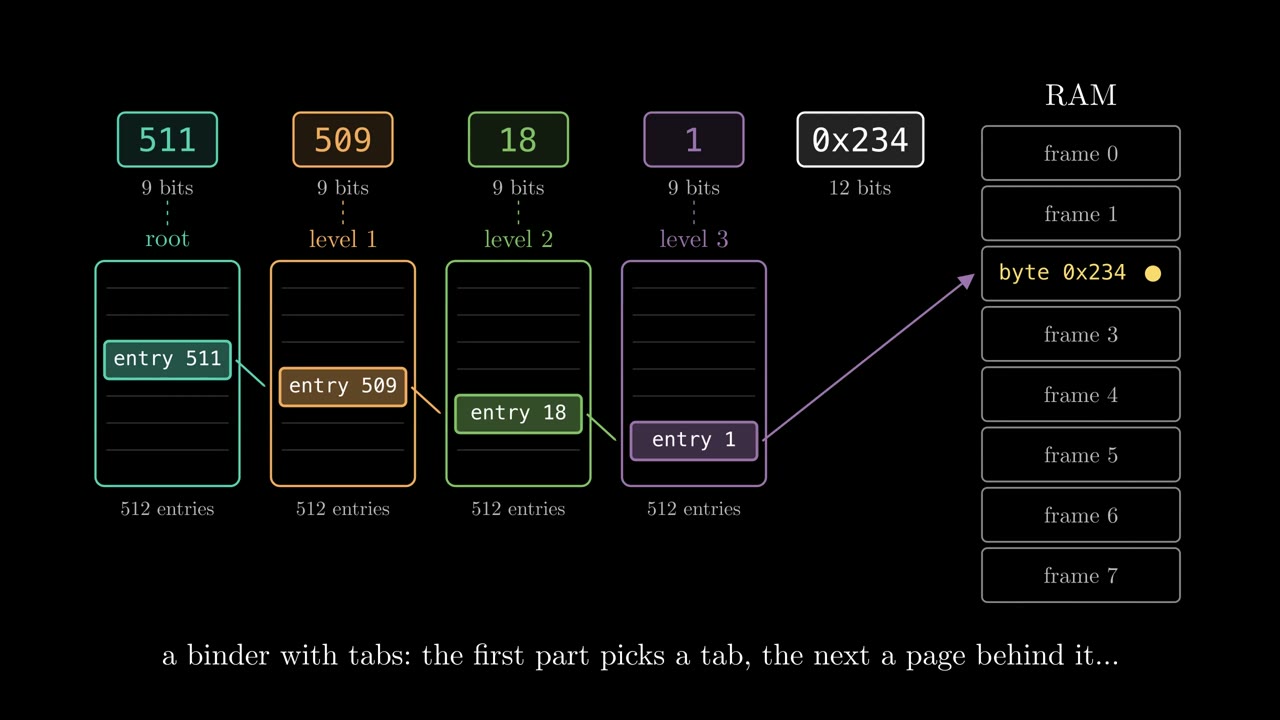 511
509
18
1
0x234
9 bits
9 bits
9 bits
9 bits
12 bits
root
level 1
level 2
level 3
entry 511
entry 509
entry 18
entry 1
512 entries
512 entries
512 entries
512 entries
RAM
frame 0
frame 1
byte 0x234
frame 3
frame 4
frame 5
frame 6
frame 7
a binder with tabs: the first part picks a tab, the next a page behind it...